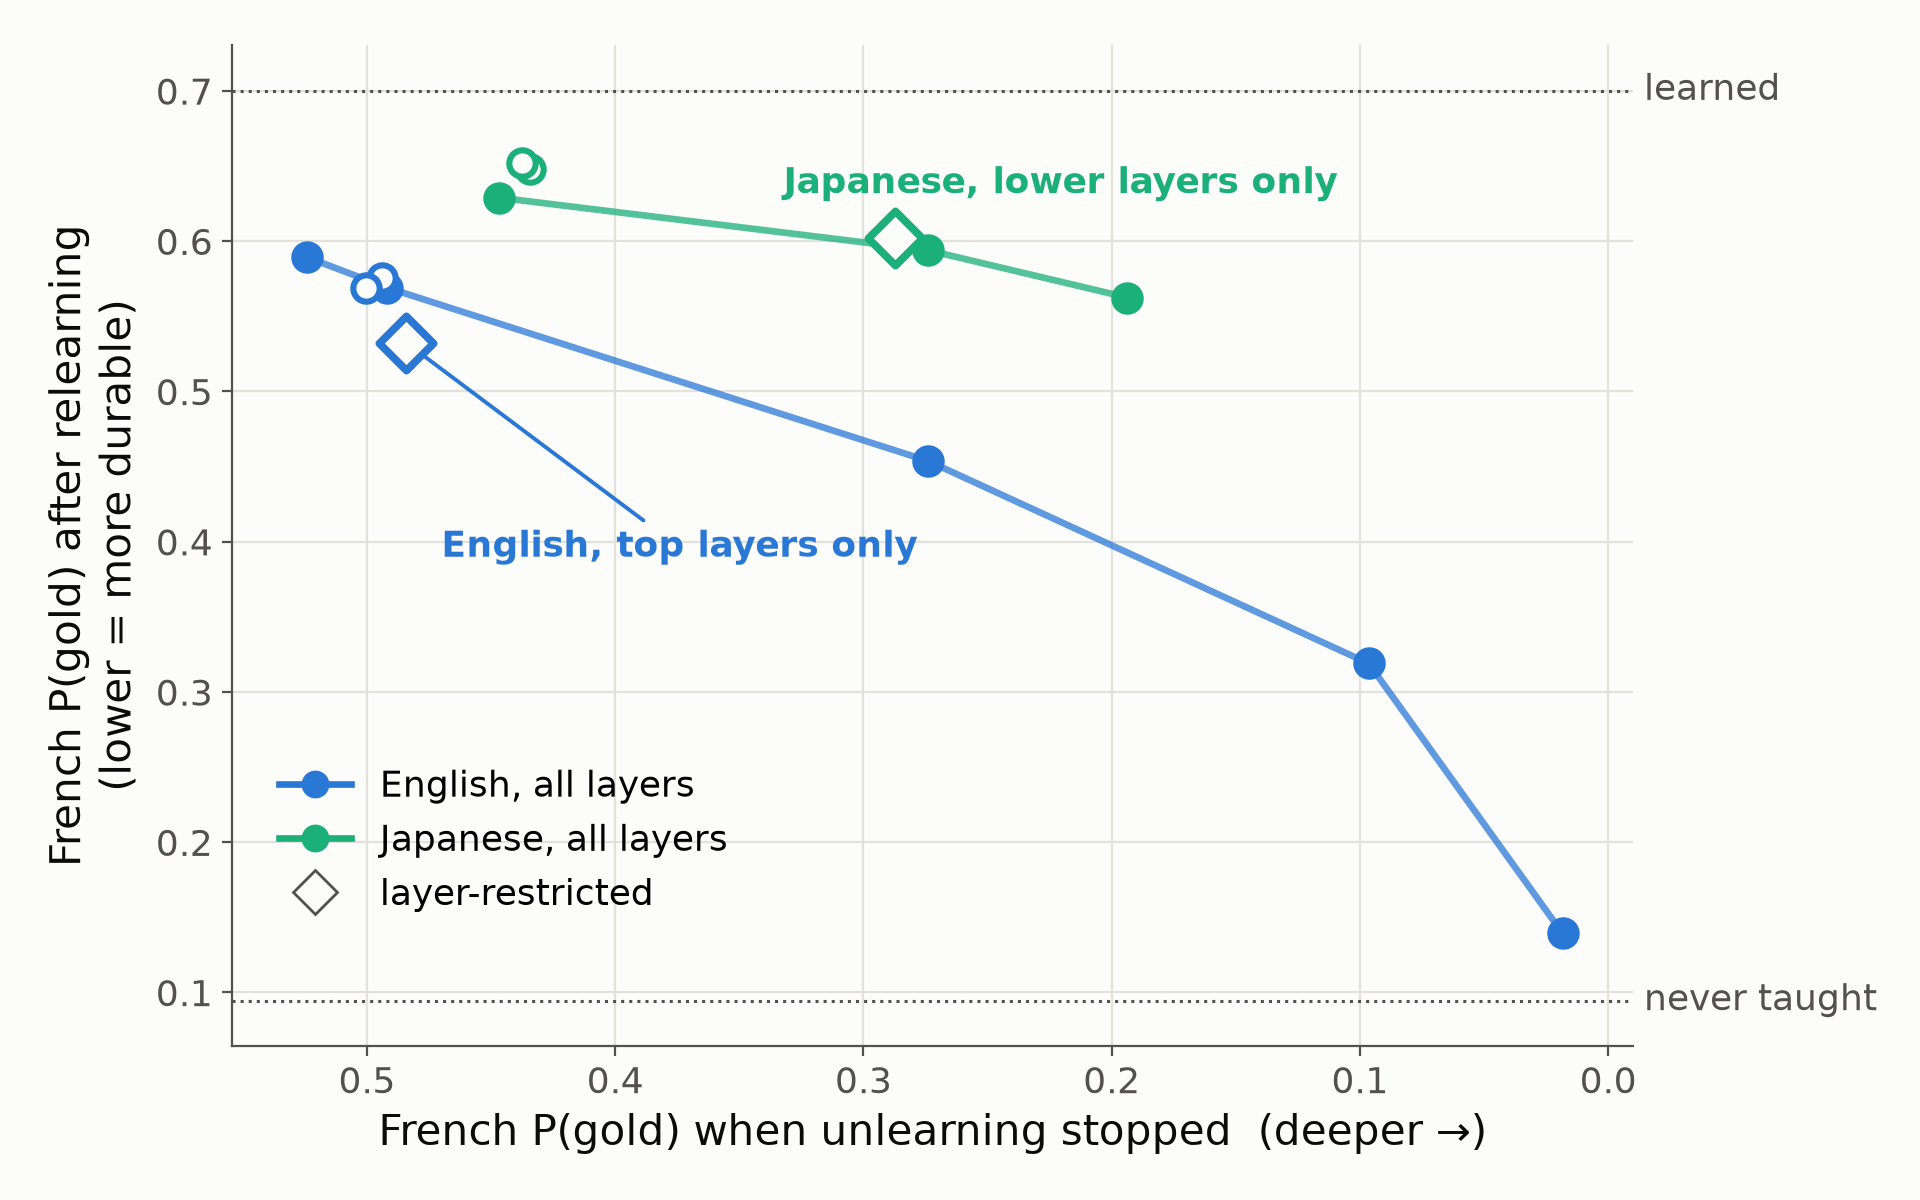 French P(gold) after relearning
(lower = more durable)
0.7
0.6
0.5
0.4
0.3
0.2
0.1
learned
Japanese, lower layers only
English, top layers only
English, all layers
Japanese, all layers
layer-restricted
never taught
0.5 0.4 0.3 0.2 0.1 0.0
French P(gold) when unlearning stopped (deeper →)